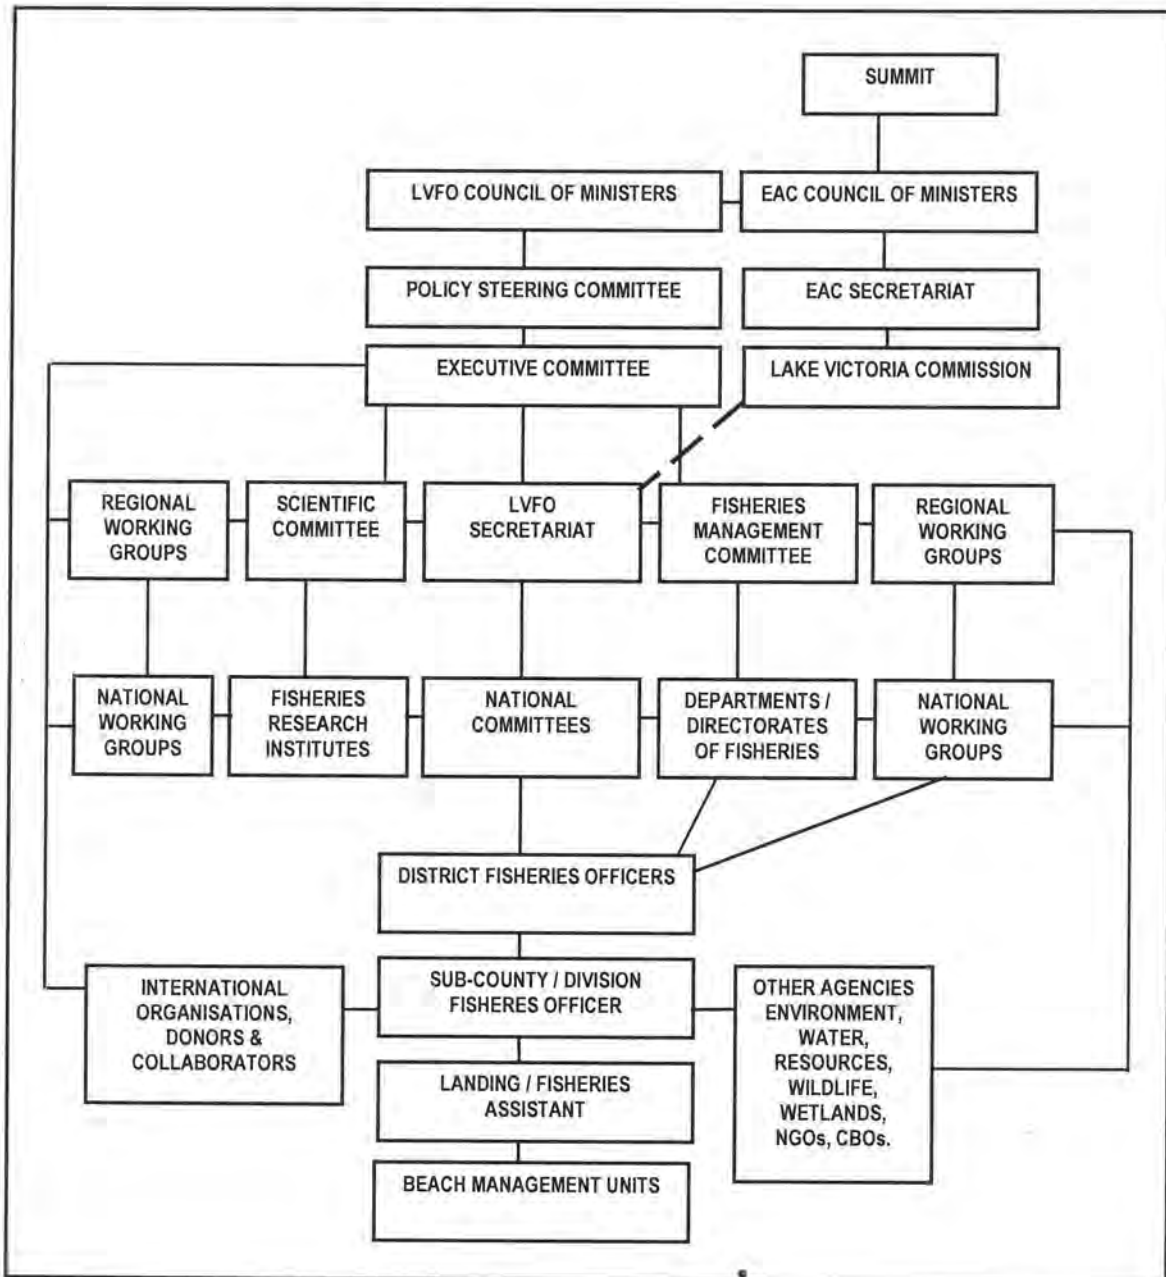 SUMMIT
LVFO COUNCIL OF MINISTERS
EAC COUNCIL OF MINISTERS
POLICY STEERING COMMITTEE
EAC SECRETARIAT
EXECUTIVE COMMITTEE
LAKE VICTORIA COMMISSION
REGIONAL
WORKING
GROUPS
SCIENTIFIC
COMMITTEE
LVFO
SECRETARIAT
FISHERIES
MANAGEMENT
COMMITTEE
REGIONAL
WORKING
GROUPS
NATIONAL
WORKING
GROUPS
FISHERIES
RESEARCH
INSTITUTES
NATIONAL
COMMITTEES
DEPARTMENTS /
DIRECTORATES
OF FISHERIES
NATIONAL
WORKING
GROUPS
DISTRICT FISHERIES OFFICERS
INTERNATIONAL
ORGANISATIONS,
DONORS &
COLLABORATORS
SUB-COUNTY / DIVISION
FISHERES OFFICER
OTHER AGENCIES
ENVIRONMENT,
WATER,
RESOURCES,
WILDLIFE,
WETLANDS,
NGOs, CBOs.
LANDING / FISHERIES
ASSISTANT
BEACH MANAGEMENT UNITS